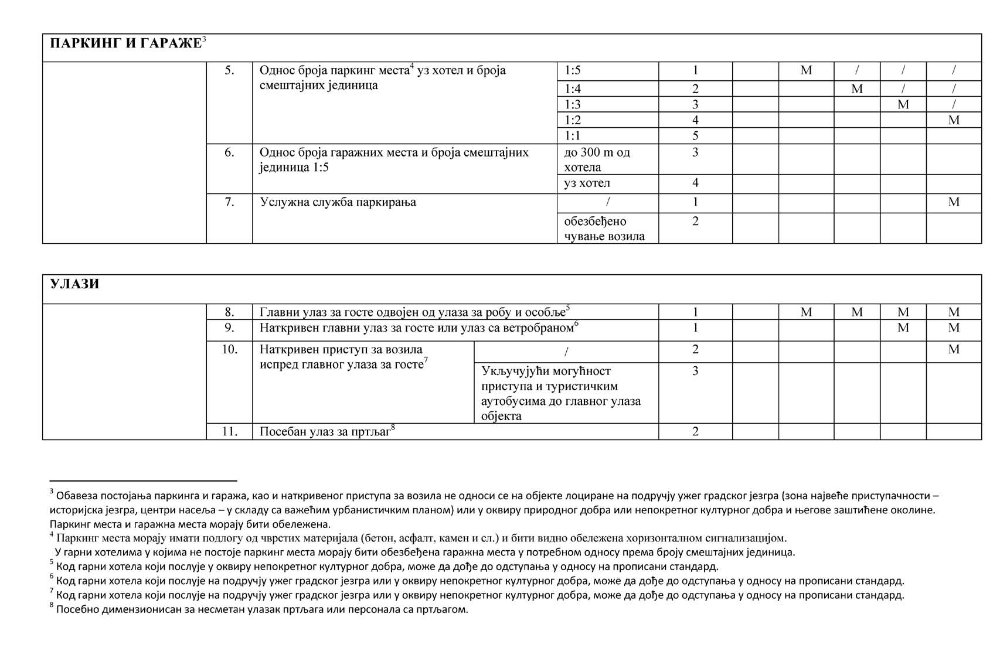 ПАРКИНГ И ГАРАЖЕ3
5. Однос броја паркинг места4 уз хотел и броја 1:5 1 М / / /
смештајних јединица
1:4 2 М / /
1:3 3 М /
1:2 4 М
1:1 5
6. Однос броја гаражних места и броја смештајних до 300 m од 3
јединица 1:5 хотела
уз хотел 4
7. Услужна служба паркирања / 1 М
обезбеђено 2
чување возила
УЛАЗИ
8. Главни улаз за госте одвојен од улаза за робу и особље5 1 М М М М
9. Наткривен главни улаз за госте или улаз са ветробраном6 1 М М
10. Наткривен приступ за возила / 2 М
испред главног улаза за госте7
Укључујући могућност 3
приступа и туристичким
аутобусима до главног улаза
објекта
11. Посебан улаз за пртљаг8 2
3 Обавеза постојања паркинга и гаража, као и наткривеног приступа за возила не односи се на објекте лоциране на подручју ужег градског језгра (зона највеће приступачности –
историјска језгра, центри насеља – у складу са важећим урбанистичким планом) или у оквиру природног добра или непокретног културног добра и његове заштићене околине.
Паркинг места и гаражна места морају бити обележена.
4 Паркинг места морају имати подлогу од чврстих материјала (бетон, асфалт, камен и сл.) и бити видно обележена хоризонталном сигнализацијом.
У гарни хотелима у којима не постоје паркинг места морају бити обезбеђена гаражна места у потребном односу према броју смештајних јединица.
5 Код гарни хотела који послује у оквиру непокретног културног добра, може да дође до одступања у односу на прописани стандард.
6 Код гарни хотела који послује на подручју ужег градског језгра или у оквиру непокретног културног добра, може да дође до одступања у односу на прописани стандард.
7 Код гарни хотела који послује на подручју ужег градског језгра или у оквиру непокретног културног добра, може да дође до одступања у односу на прописани стандард.
8 Посебно димензионисан за несметан улазак пртљага или персонала са пртљагом.